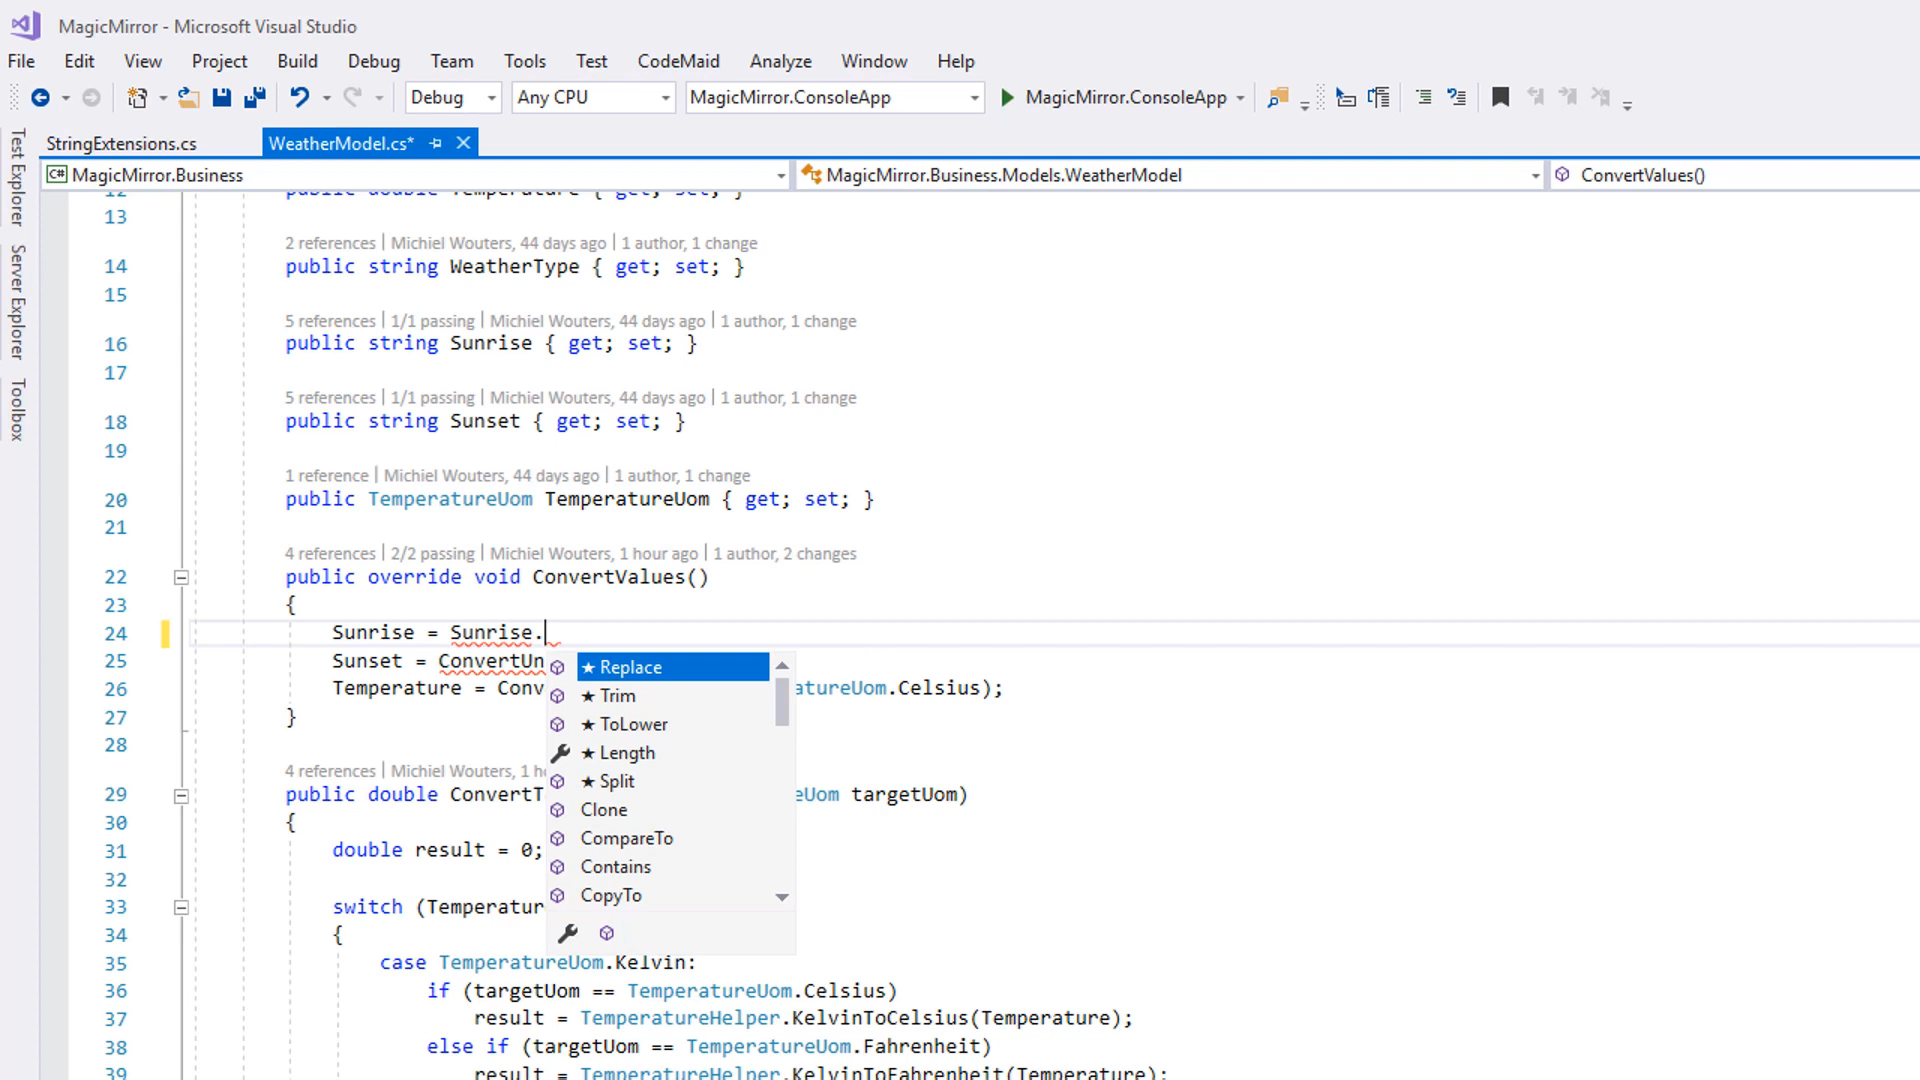 MagicMirror - Microsoft Visual Studio
File Edit View Project Build Debug Team Tools Test CodeMaid Analyze Window Help
Debug Any CPU MagicMirror.ConsoleApp MagicMirror.ConsoleApp
Test Explorer
Server Explorer
Toolbox
StringExtensions.cs WeatherModel.cs*
C# MagicMirror.Business MagicMirror.Business.Models.WeatherModel ConvertValues()
12 public double Temperature { get; set; }
13
2 references | Michiel Wouters, 44 days ago | 1 author, 1 change
14 public string WeatherType { get; set; }
15
5 references | 1/1 passing | Michiel Wouters, 44 days ago | 1 author, 1 change
16 public string Sunrise { get; set; }
17
5 references | 1/1 passing | Michiel Wouters, 44 days ago | 1 author, 1 change
18 public string Sunset { get; set; }
19
1 reference | Michiel Wouters, 44 days ago | 1 author, 1 change
20 public TemperatureUom TemperatureUom { get; set; }
21
4 references | 2/2 passing | Michiel Wouters, 1 hour ago | 1 author, 2 changes
22 public override void ConvertValues()
23 {
24 Sunrise = Sunrise.
25 Sunset = ConvertUn
26 Temperature = Conv atureUom.Celsius);
27 }
28
4 references | Michiel Wouters, 1 h
29 public double ConvertT eUom targetUom)
30 {
31 double result = 0;
32
33 switch (Temperatur
34 {
★ Replace
★ Trim
★ ToLower
★ Length
★ Split
Clone
CompareTo
Contains
CopyTo
35 case TemperatureUom.Kelvin:
36 if (targetUom == TemperatureUom.Celsius)
37 result = TemperatureHelper.KelvinToCelsius(Temperature);
38 else if (targetUom == TemperatureUom.Fahrenheit)
39 result = TemperatureHelper.KelvinToFahrenheit(Temperature);